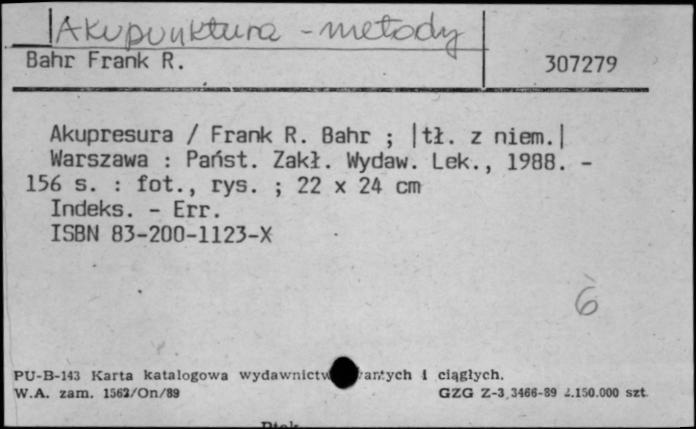 Akupunktura - metody
Bahr Frank R. 307279
Akupresura / Frank R. Bahr ; |tł. z niem.|
Warszawa : Państ. Zakł. Wydaw. Lek., 1988. -
156 s. : fot., rys. ; 22 x 24 cm
Indeks. - Err.
ISBN 83-200-1123-X
6
PU-B-143 Karta katalogowa wydawnictw i ciągłych.
W.A. zam. 1562/On/89 GZG Z-3 3466-89 2.150.000 szt.